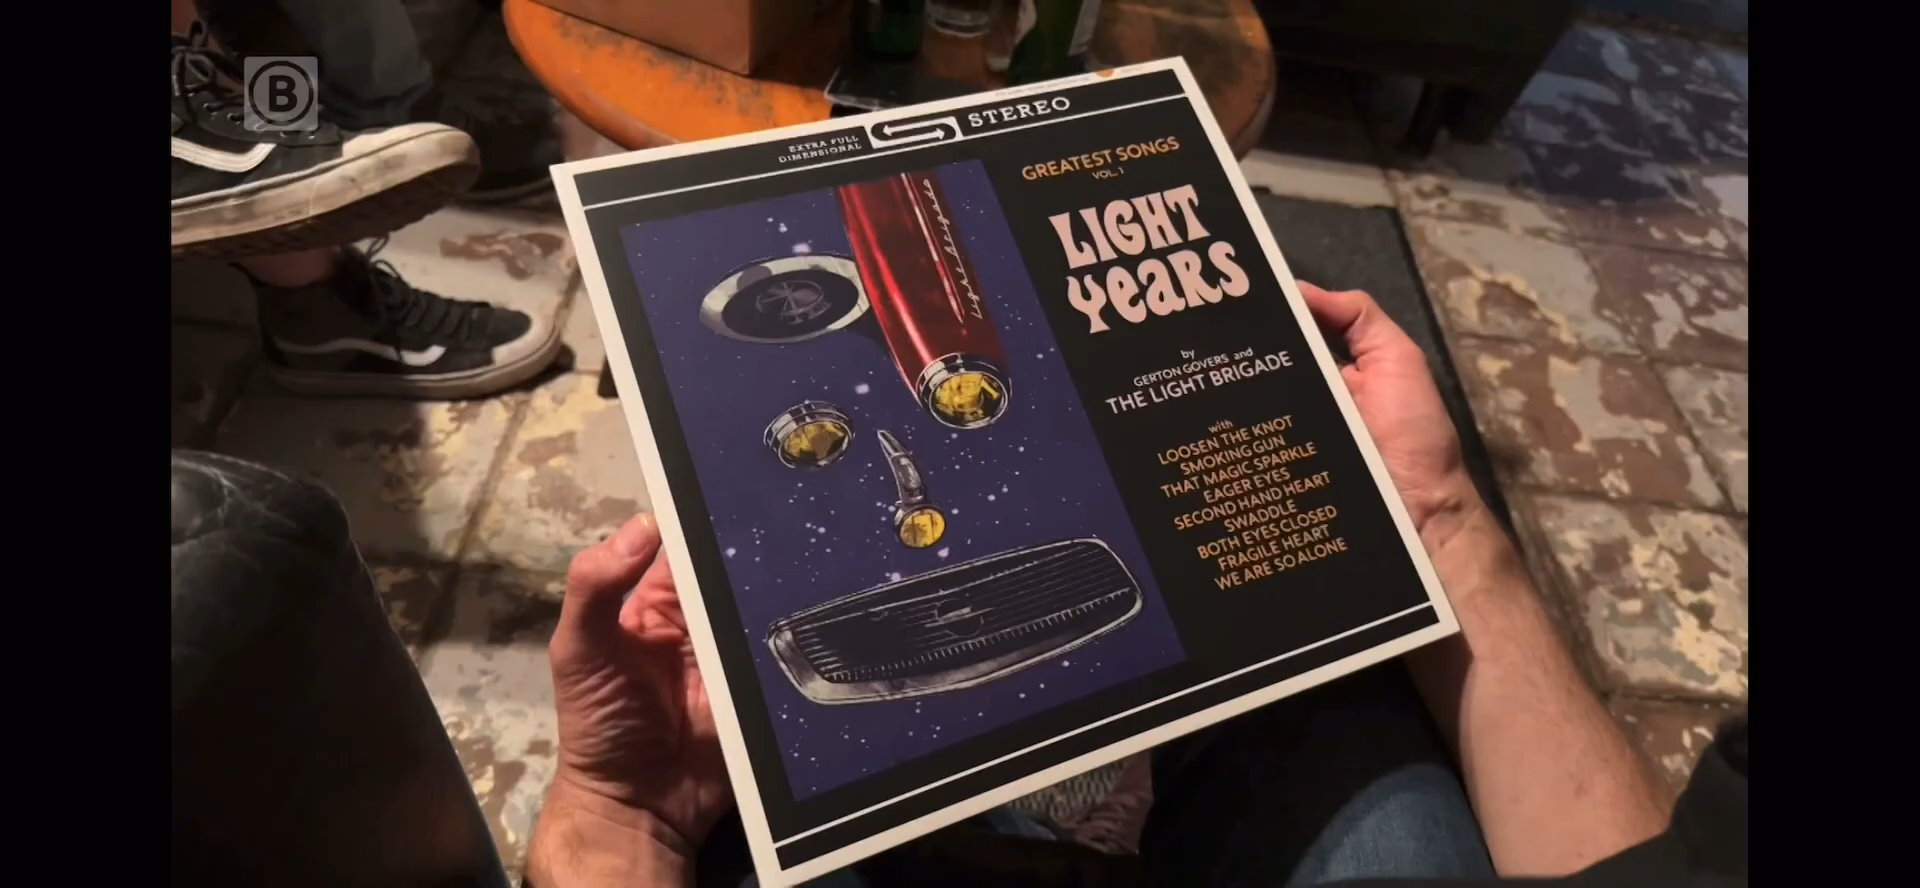 B
EXTRA FULL
DIMENSIONAL
STEREO
GREATEST SONGS
VOL. 1
LIGHT
YEARS
by
GERTON GOVERS and
THE LIGHT BRIGADE
with
LOOSEN THE KNOT
SMOKING GUN
THAT MAGIC SPARKLE
EAGER EYES
SECOND HAND HEART
SWADDLE
BOTH EYES CLOSED
FRAGILE HEART
WE ARE SO ALONE
Light Brigade